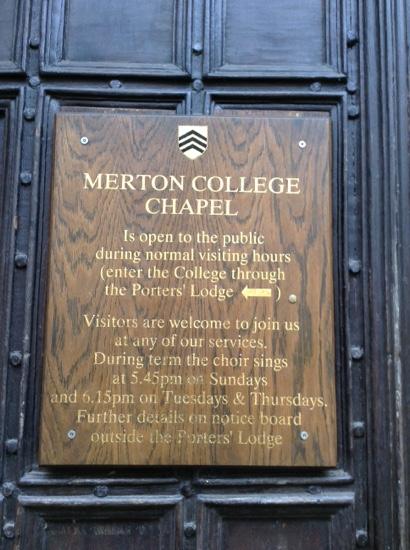 MERTON COLLEGE
CHAPEL
Is open to the public
during normal visiting hours
(enter the College through
the Porters' Lodge ← )
Visitors are welcome to join us
at any of our services.
During term the choir sings
at 5.45pm on Sundays
and 6.15pm on Tuesdays & Thursdays.
Further details on notice board
outside the Porters' Lodge